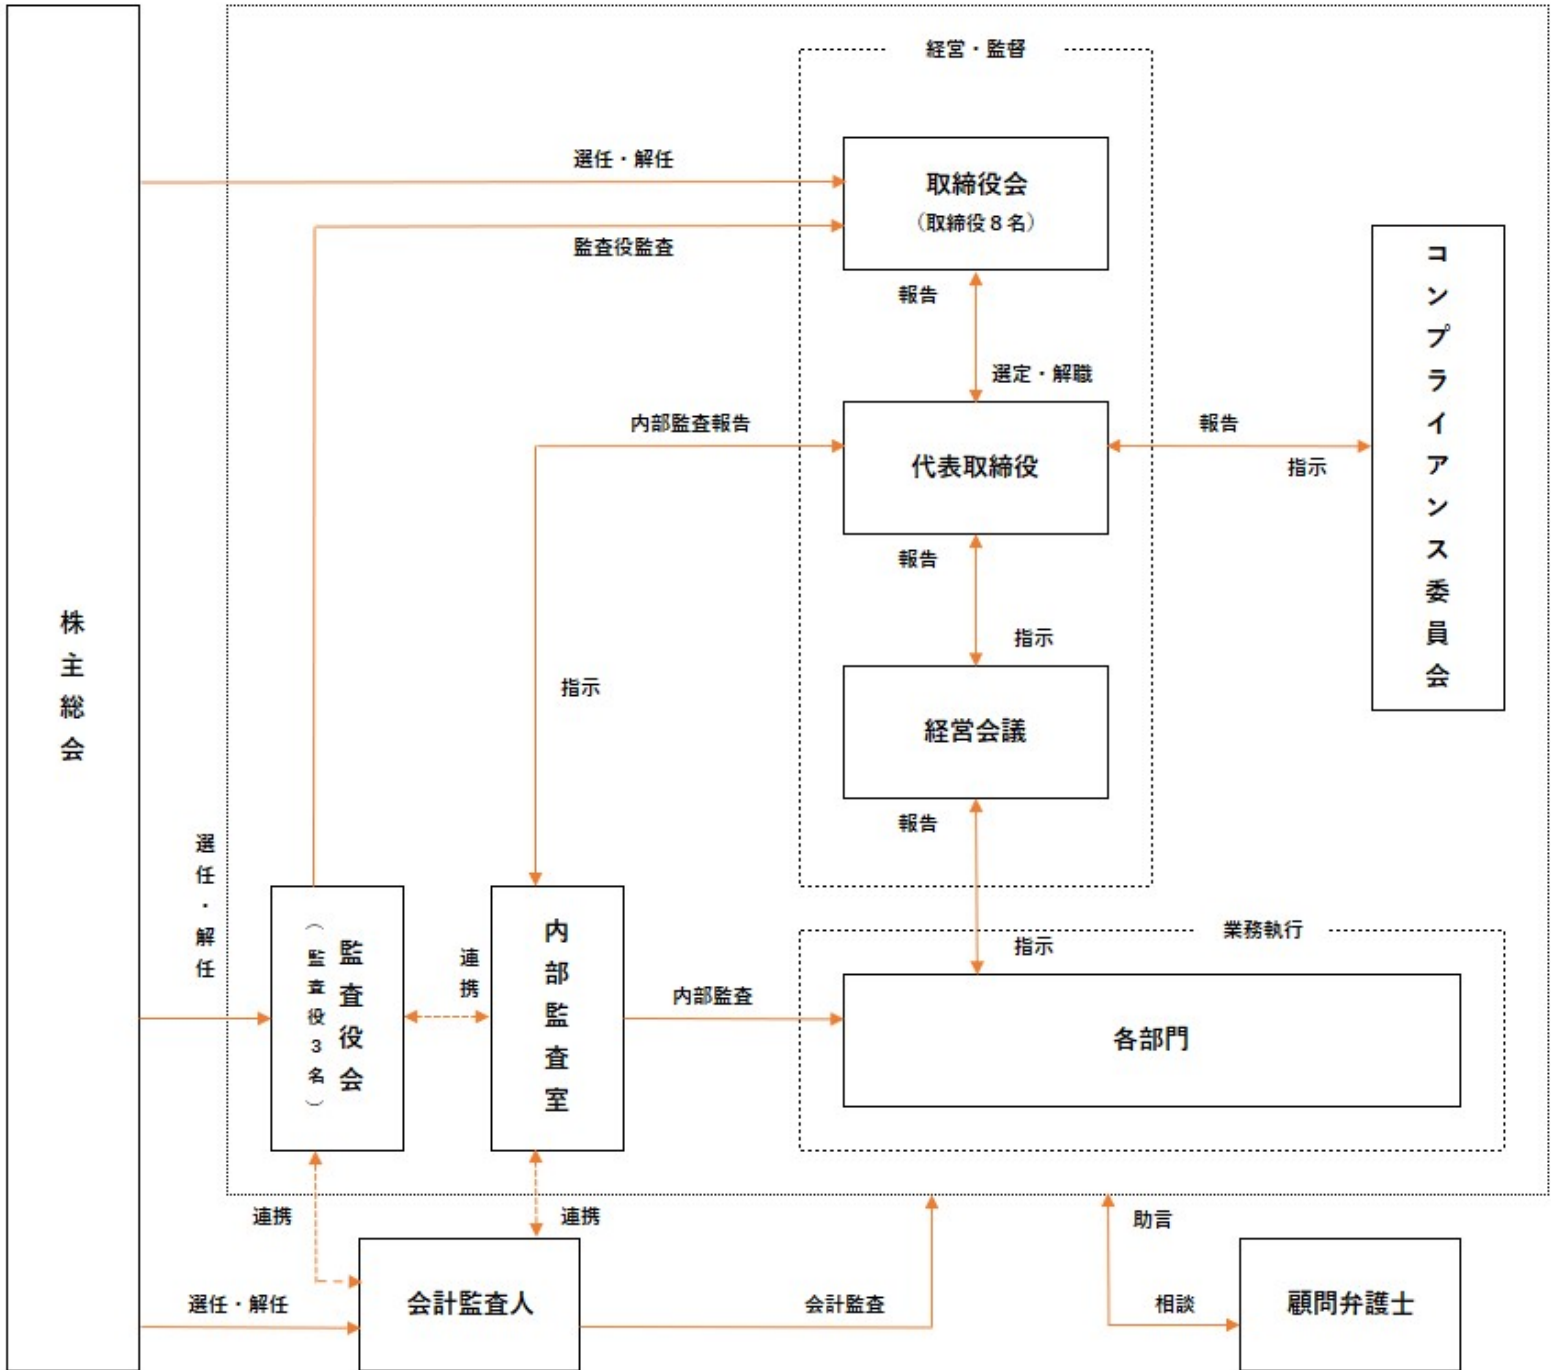 経営・監督
選任・解任
取締役会
（取締役８名）
監査役監査
報告
選定・解職
内部監査報告
代表取締役
報告
指示
コンプライアンス委員会
報告
指示
指示
経営会議
報告
株主総会
選任・解任
業務執行
指示
監査役会
（監査役３名）
連携
内部監査室
内部監査
各部門
連携
連携
助言
選任・解任
会計監査人
会計監査
相談
顧問弁護士